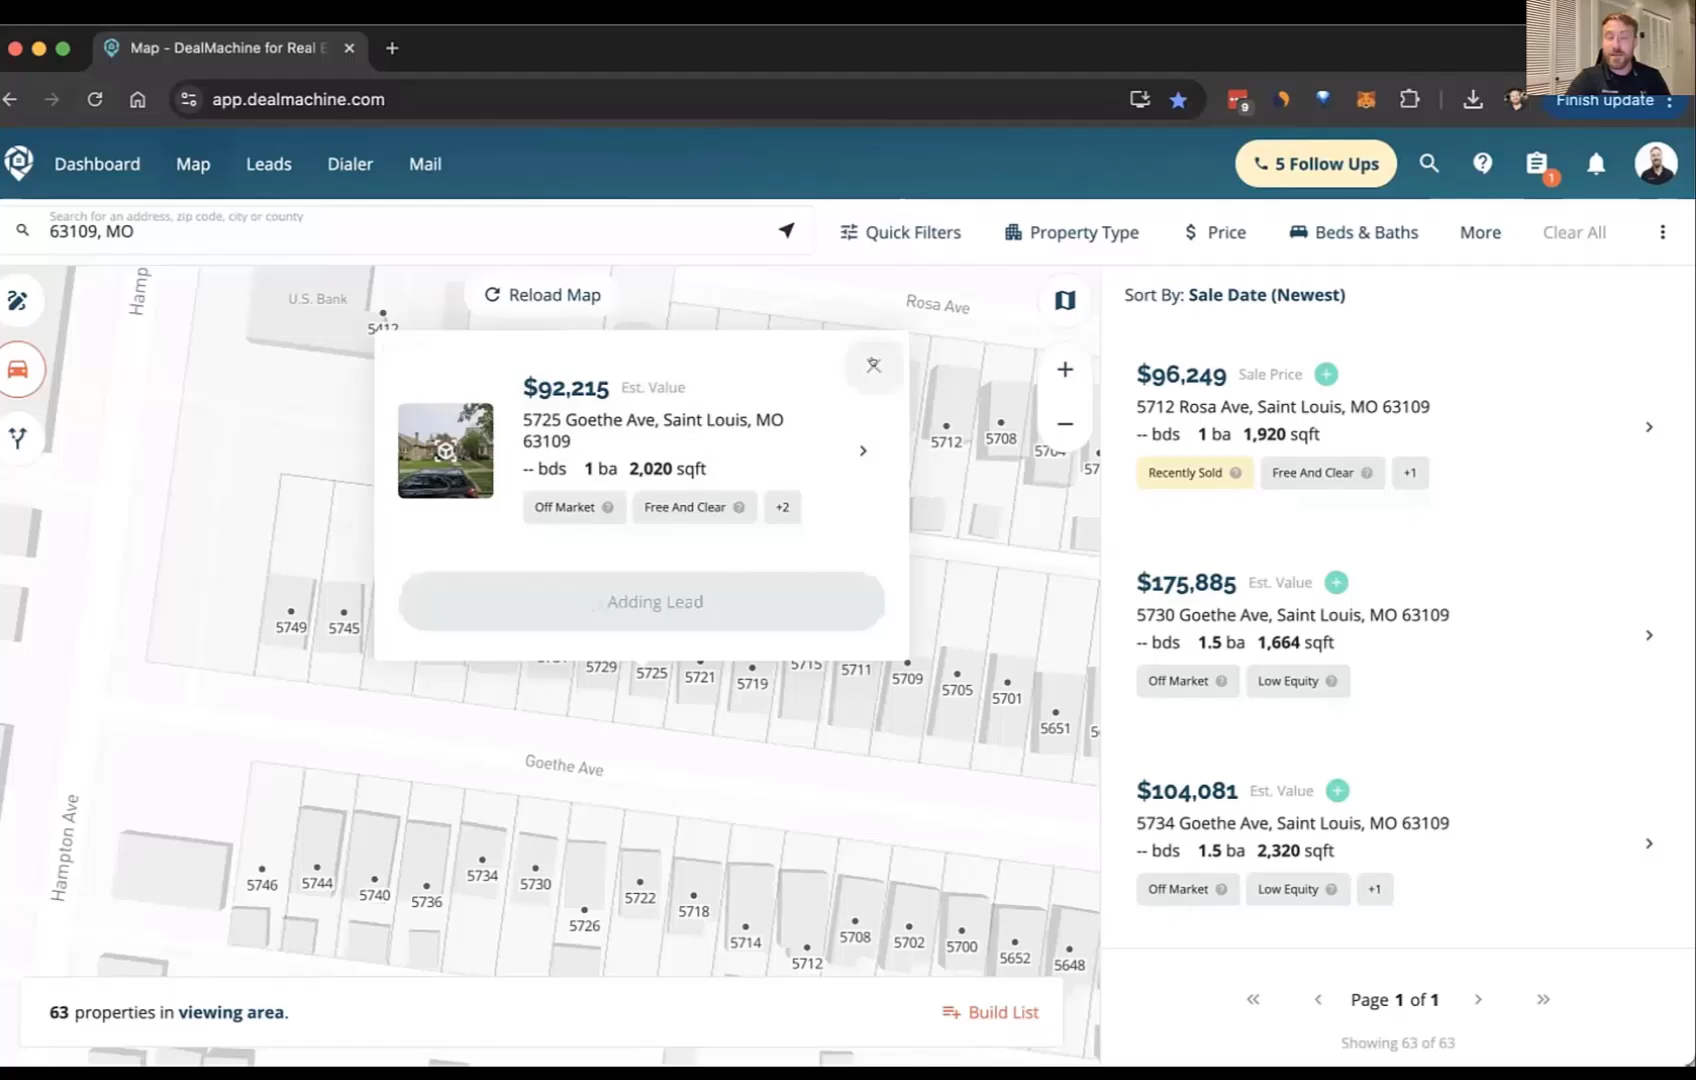 Map - DealMachine for Real E
app.dealmachine.com
9
Finish update
Dashboard
Map
Leads
Dialer
Mail
5 Follow Ups
1
Search for an address, zip code, city or county
63109, MO
Quick Filters
Property Type
$ Price
Beds & Baths
More
Clear All
U.S. Bank
Hamp
5412
Reload Map
Rosa Ave
5712
5708
$92,215 Est. Value
5725 Goethe Ave, Saint Louis, MO
63109
-- bds 1 ba 2,020 sqft
Off Market
Free And Clear
+2
Adding Lead
5749
5745
5729
5725
5721
5719
5715
5711
5709
5705
5701
5651
Goethe Ave
Hampton Ave
5746
5744
5740
5736
5734
5730
5726
5722
5718
5714
5712
5708
5702
5700
5652
5648
63 properties in viewing area.
Build List
Sort By: Sale Date (Newest)
$96,249 Sale Price
5712 Rosa Ave, Saint Louis, MO 63109
-- bds 1 ba 1,920 sqft
Recently Sold
Free And Clear
+1
$175,885 Est. Value
5730 Goethe Ave, Saint Louis, MO 63109
-- bds 1.5 ba 1,664 sqft
Off Market
Low Equity
$104,081 Est. Value
5734 Goethe Ave, Saint Louis, MO 63109
-- bds 1.5 ba 2,320 sqft
Off Market
Low Equity
+1
Page 1 of 1
Showing 63 of 63